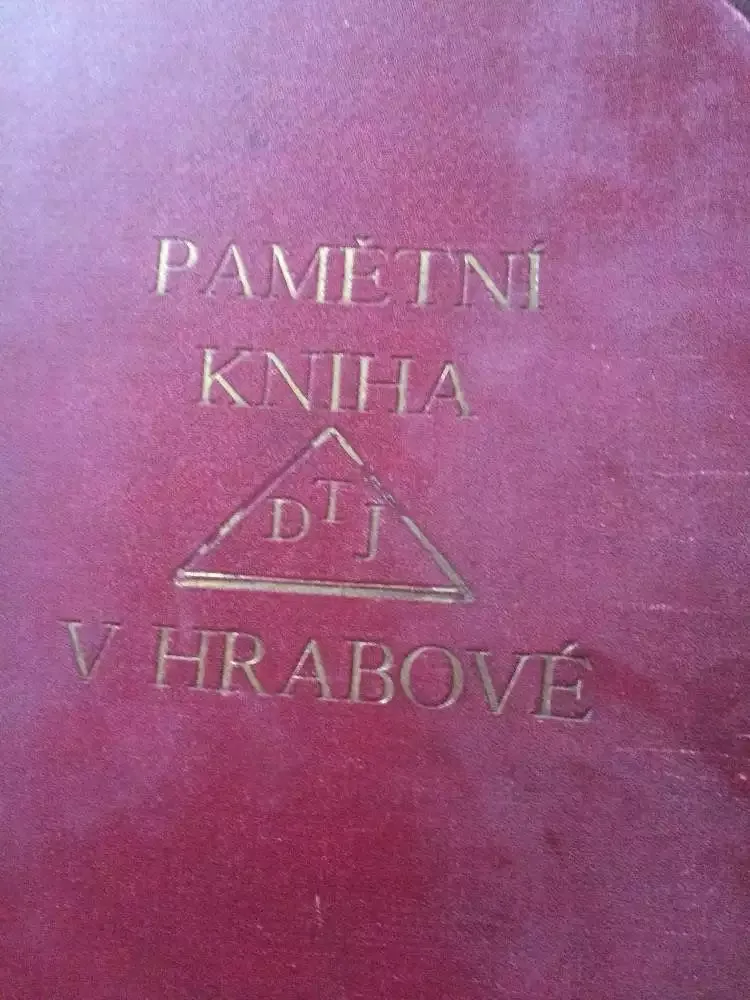 PAMĚTNÍ
KNIHA
DTJ
V HRABOVÉ